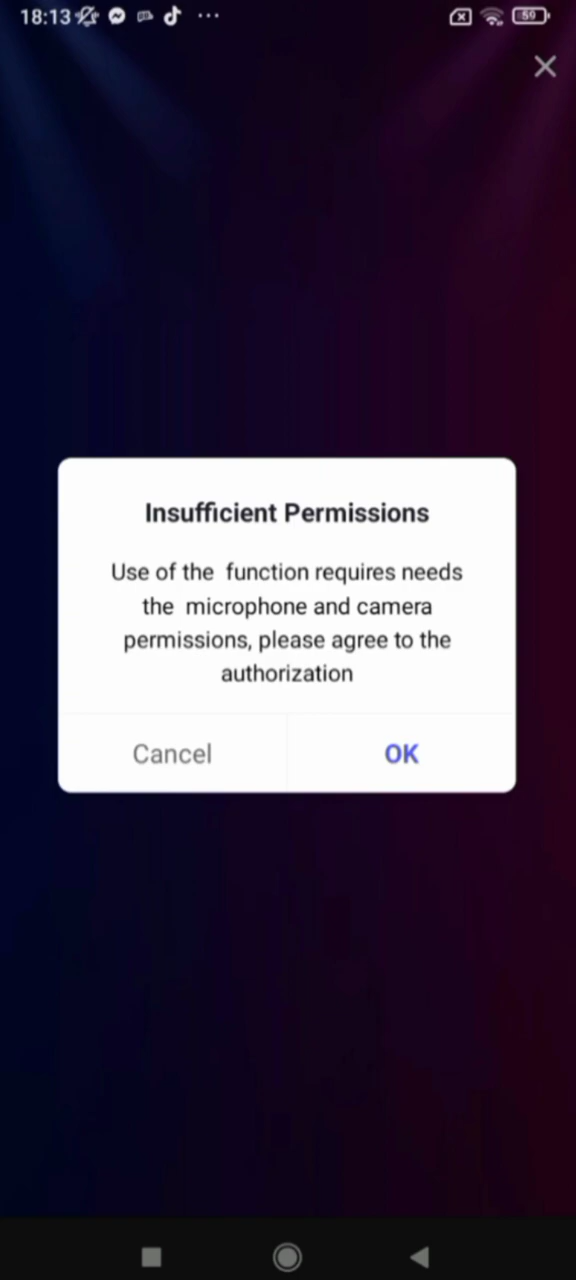 18:13
59
Insufficient Permissions
Use of the  function requires needs
the  microphone and camera
permissions, please agree to the
authorization
Cancel
OK